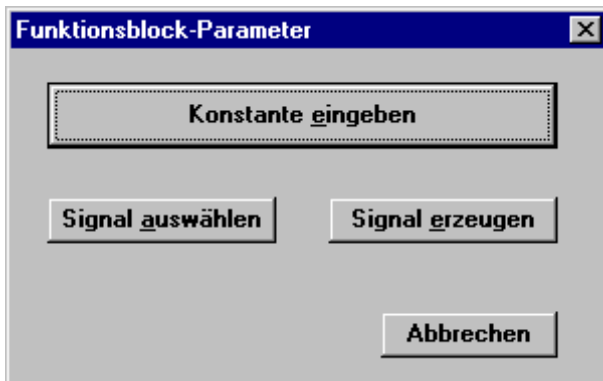 Funktionsblock-Parameter
Konstante eingeben
Signal auswählen
Signal erzeugen
Abbrechen